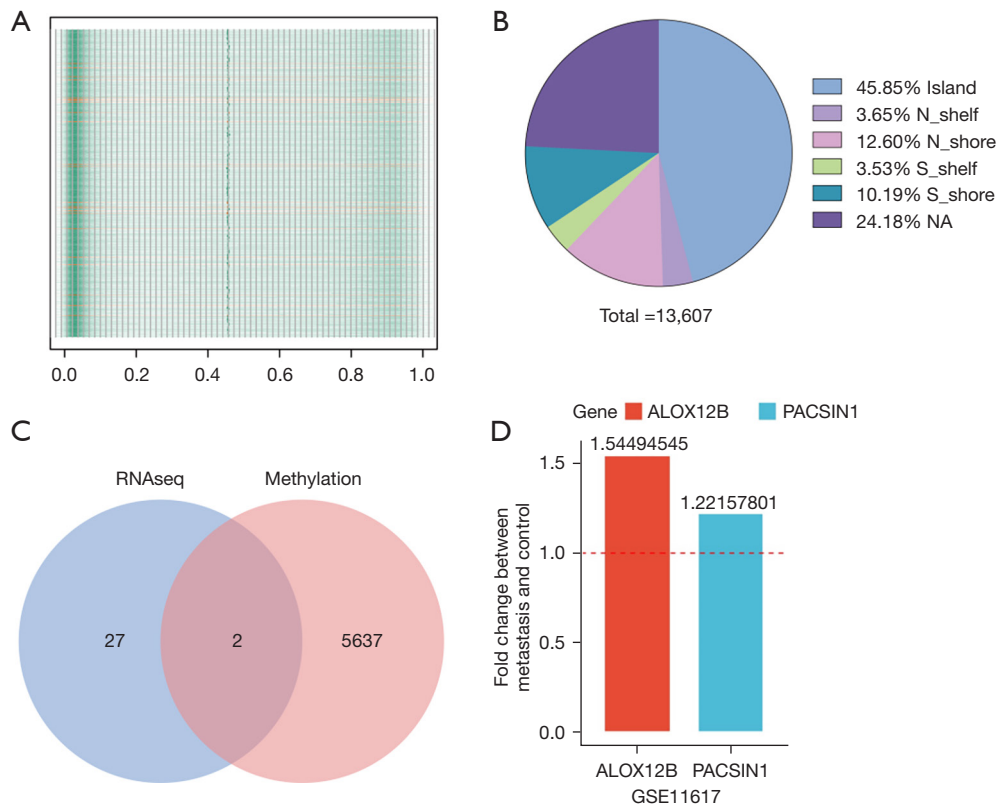 A
0.0 0.2 0.4 0.6 0.8 1.0
B
45.85% Island
3.65% N_shelf
12.60% N_shore
3.53% S_shelf
10.19% S_shore
24.18% NA
Total =13,607
C
RNAseq Methylation
27 2 5637
D
Gene ALOX12B PACSIN1
Fold change between
metastasis and control
1.5
1.0
0.5
0.0
1.54494545
1.22157801
ALOX12B PACSIN1
GSE11617